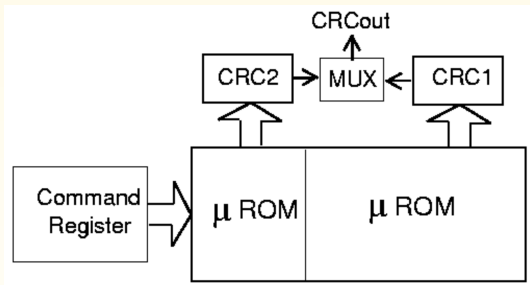 CRCout
CRC2
MUX
CRC1
Command
Register
μ ROM
μ ROM